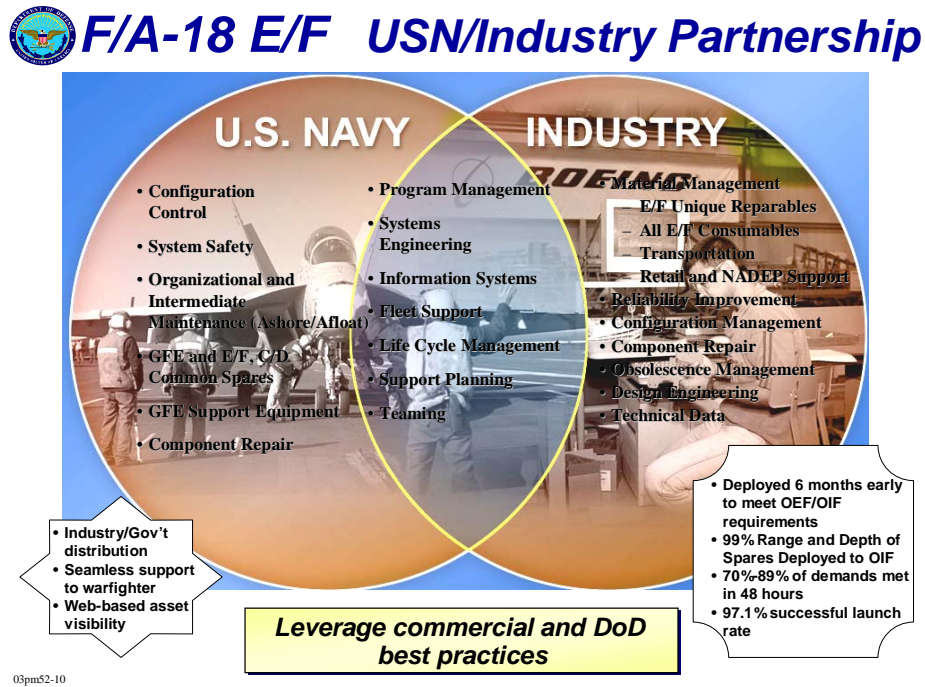 F/A-18 E/F USN/Industry Partnership
U.S. NAVY
• Configuration
Control
• System Safety
• Organizational and
Intermediate
Maintenance (Ashore/Afloat)
• GFE and E/F, C/D
Common Spares
• GFE Support Equipment
• Component Repair
• Program Management
• Systems
Engineering
• Information Systems
• Fleet Support
• Life Cycle Management
• Support Planning
• Teaming
INDUSTRY
BOEING
• Material Management
– E/F Unique Reparables
– All E/F Consumables
– Transportation
– Retail and NADEP Support
• Reliability Improvement
• Configuration Management
• Component Repair
• Obsolescence Management
• Design Engineering
• Technical Data
• Industry/Gov't
distribution
• Seamless support
to warfighter
• Web-based asset
visibility
Leverage commercial and DoD
best practices
• Deployed 6 months early
to meet OEF/OIF
requirements
• 99% Range and Depth of
Spares Deployed to OIF
• 70%-89% of demands met
in 48 hours
• 97.1% successful launch
rate
03pm52-10